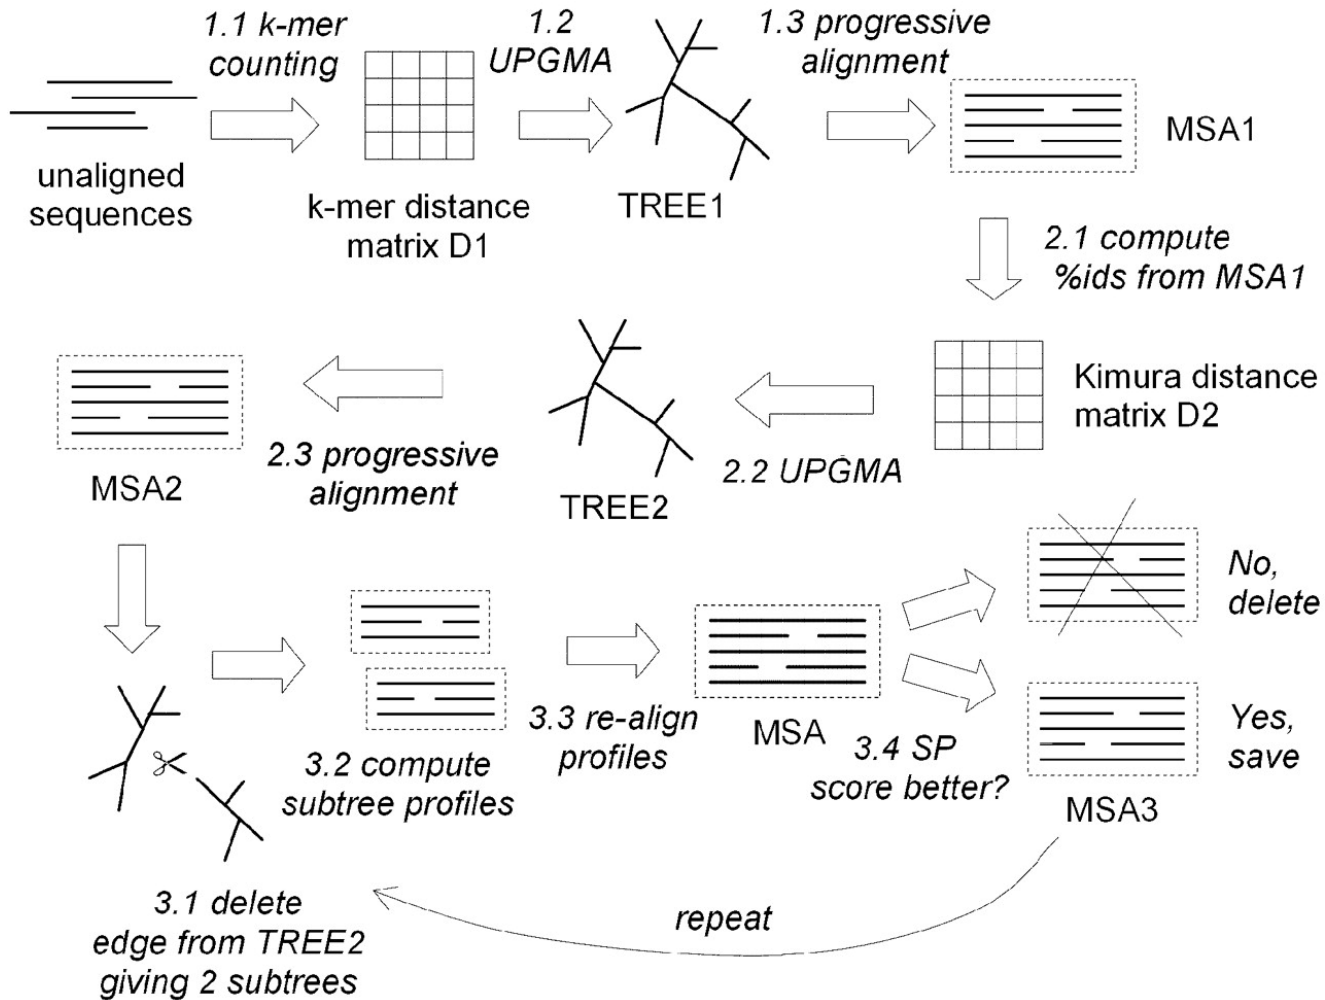 1.1 k-mer
counting
1.2
UPGMA
1.3 progressive
alignment
unaligned
sequences
k-mer distance
matrix D1
TREE1
MSA1
2.1 compute
%ids from MSA1
Kimura distance
matrix D2
2.2 UPGMA
TREE2
2.3 progressive
alignment
MSA2
3.1 delete
edge from TREE2
giving 2 subtrees
3.2 compute
subtree profiles
3.3 re-align
profiles
MSA
3.4 SP
score better?
No,
delete
Yes,
save
MSA3
repeat